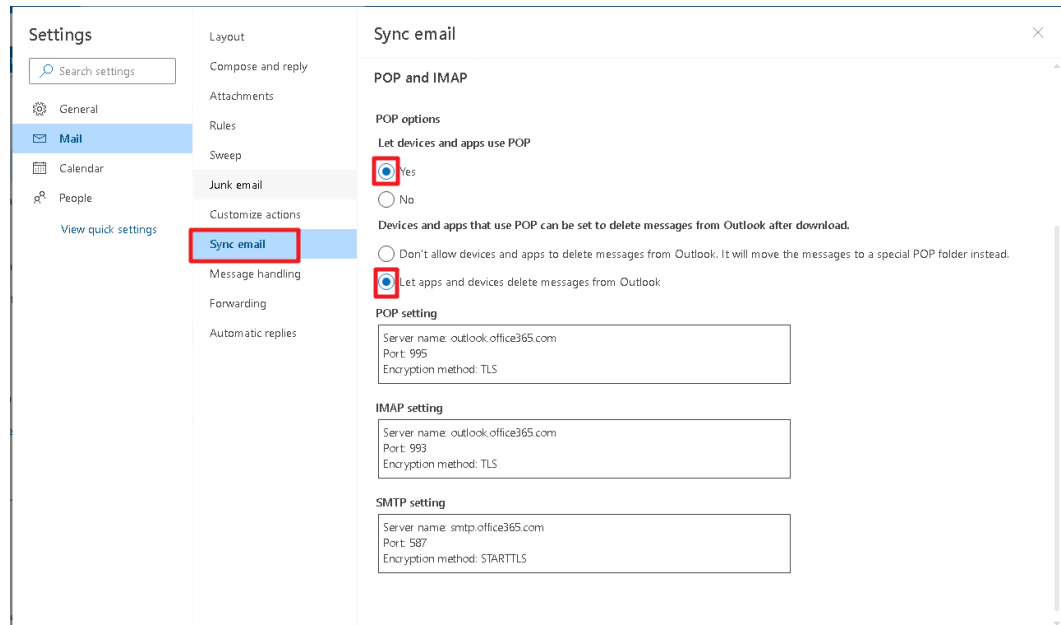 Settings
Search settings
General
Mail
Calendar
People
View quick settings
Layout
Compose and reply
Attachments
Rules
Sweep
Junk email
Customize actions
Sync email
Message handling
Forwarding
Automatic replies
Sync email
POP and IMAP
POP options
Let devices and apps use POP
Yes
No
Devices and apps that use POP can be set to delete messages from Outlook after download.
Don't allow devices and apps to delete messages from Outlook. It will move the messages to a special POP folder instead.
Let apps and devices delete messages from Outlook
POP setting
Server name: outlook.office365.com
Port: 995
Encryption method: TLS
IMAP setting
Server name: outlook.office365.com
Port: 993
Encryption method: TLS
SMTP setting
Server name: smtp.office365.com
Port: 587
Encryption method: STARTTLS